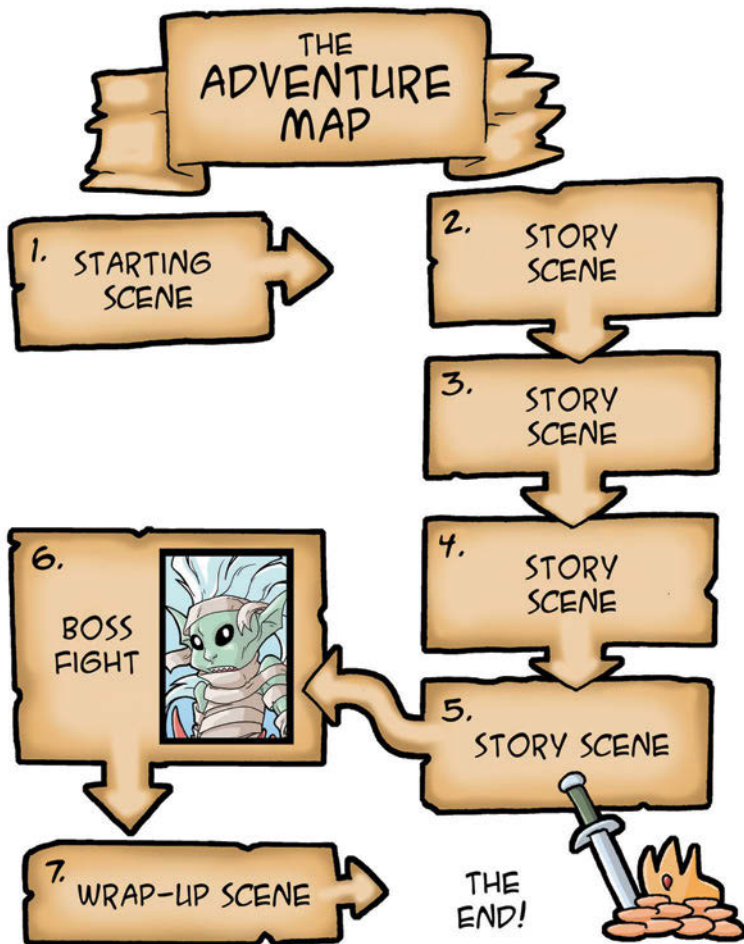 THE
ADVENTURE
MAP
1. STARTING
SCENE
2. STORY
SCENE
3. STORY
SCENE
4. STORY
SCENE
5. STORY SCENE
6. BOSS
FIGHT
7. WRAP-UP SCENE
THE
END!